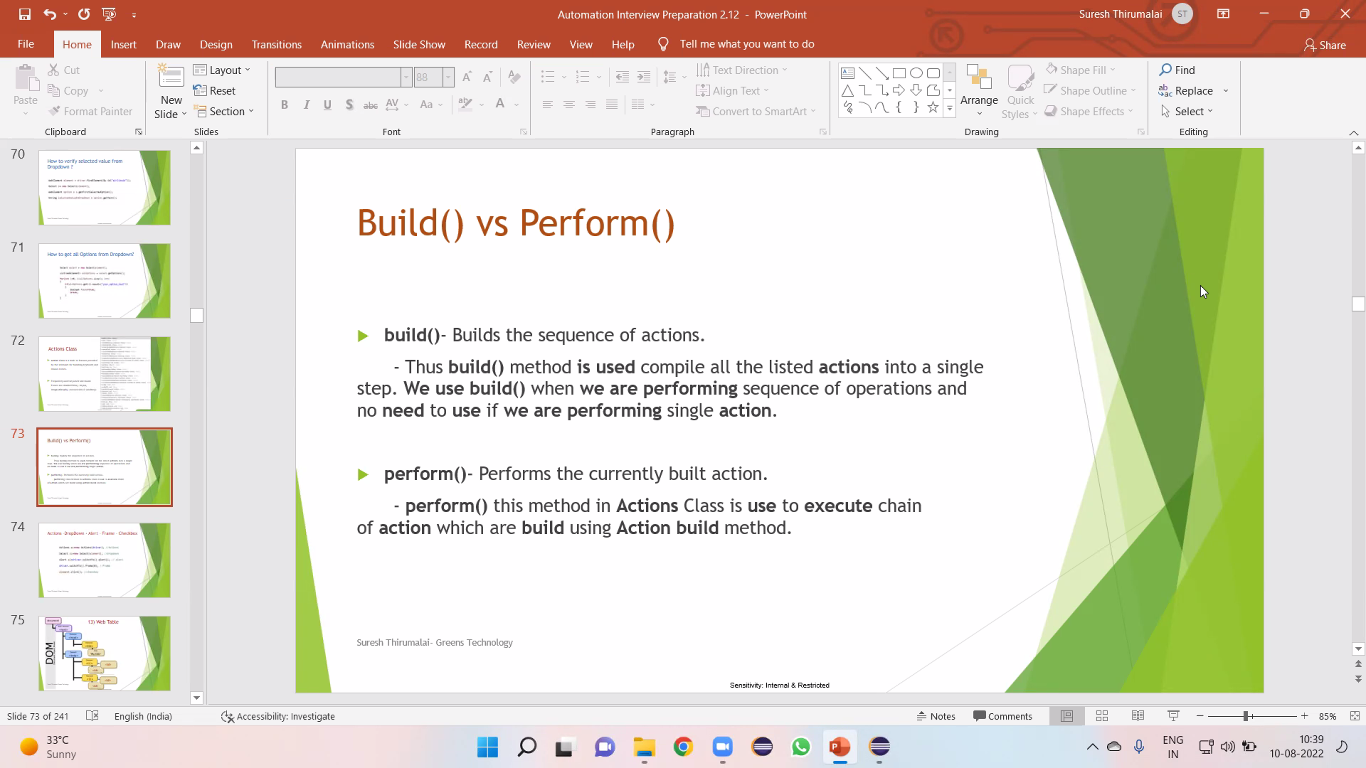 Automation Interview Preparation 2.12 - PowerPoint
Suresh Thirumalai ST
File Home Insert Draw Design Transitions Animations Slide Show Record Review View Help Tell me what you want to do Share
Paste
Cut
Copy
Format Painter
Clipboard
New Slide
Layout
Reset
Section
Slides
88
Font
Text Direction
Align Text
Convert to SmartArt
Paragraph
Arrange
Quick Styles
Shape Fill
Shape Outline
Shape Effects
Drawing
Find
Replace
Select
Editing
70
How to verify selected value from
Dropdown ?
71
How to get all Options from Dropdown?
72
Actions Class
73
Build() vs Perform()
74
Actions - DropDown - Alert - Frames - Checkbox
75
13) Web Table
DOM
Build() vs Perform()
build()- Builds the sequence of actions.
- Thus build() method is used compile all the listed actions into a single
step. We use build() when we are performing sequence of operations and
no need to use if we are performing single action.
perform()- Performs the currently built action.
- perform() this method in Actions Class is use to execute chain
of action which are build using Action build method.
Suresh Thirumalai- Greens Technology
Sensitivity: Internal & Restricted
Slide 73 of 241 English (India) Accessibility: Investigate Notes Comments 85%
33°C
Sunny
ENG
IN
10:39
10-08-2022